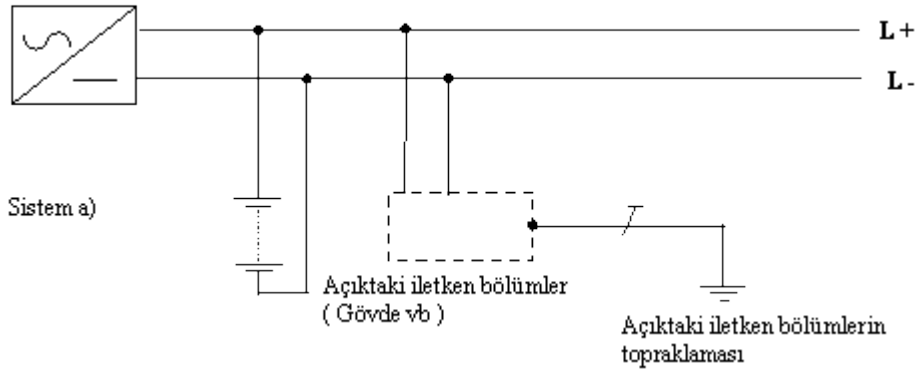 L +
L -
Sistem a)
Açıktaki iletken bölümler
( Gövde vb )
Açıktaki iletken bölümlerin
topraklaması